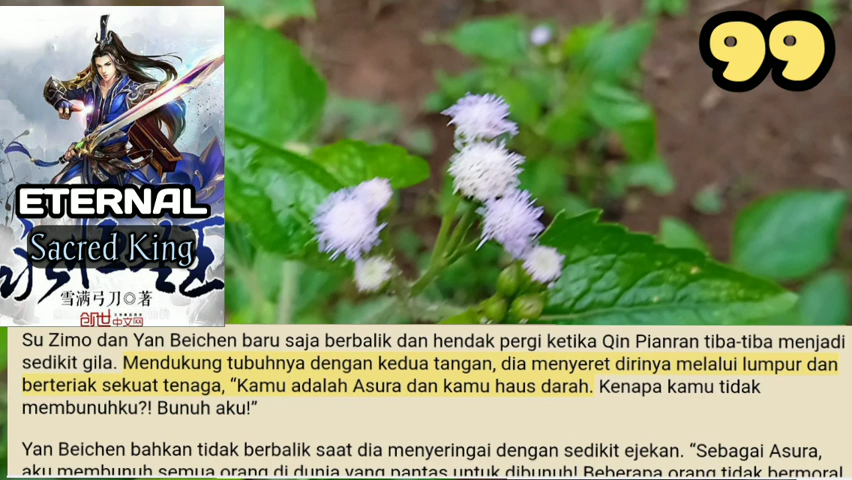 99
ETERNAL
Sacred King
雪满弓刀◎著
创世中文网
Su Zimo dan Yan Beichen baru saja berbalik dan hendak pergi ketika Qin Pianran tiba-tiba menjadi
sedikit gila. Mendukung tubuhnya dengan kedua tangan, dia menyeret dirinya melalui lumpur dan
berteriak sekuat tenaga, “Kamu adalah Asura dan kamu haus darah. Kenapa kamu tidak
membunuhku?! Bunuh aku!”
Yan Beichen bahkan tidak berbalik saat dia menyeringai dengan sedikit ejekan. “Sebagai Asura,
aku membunuh semua orang di dunia yang pantas untuk dibunuh! Beberapa orang tidak bermoral